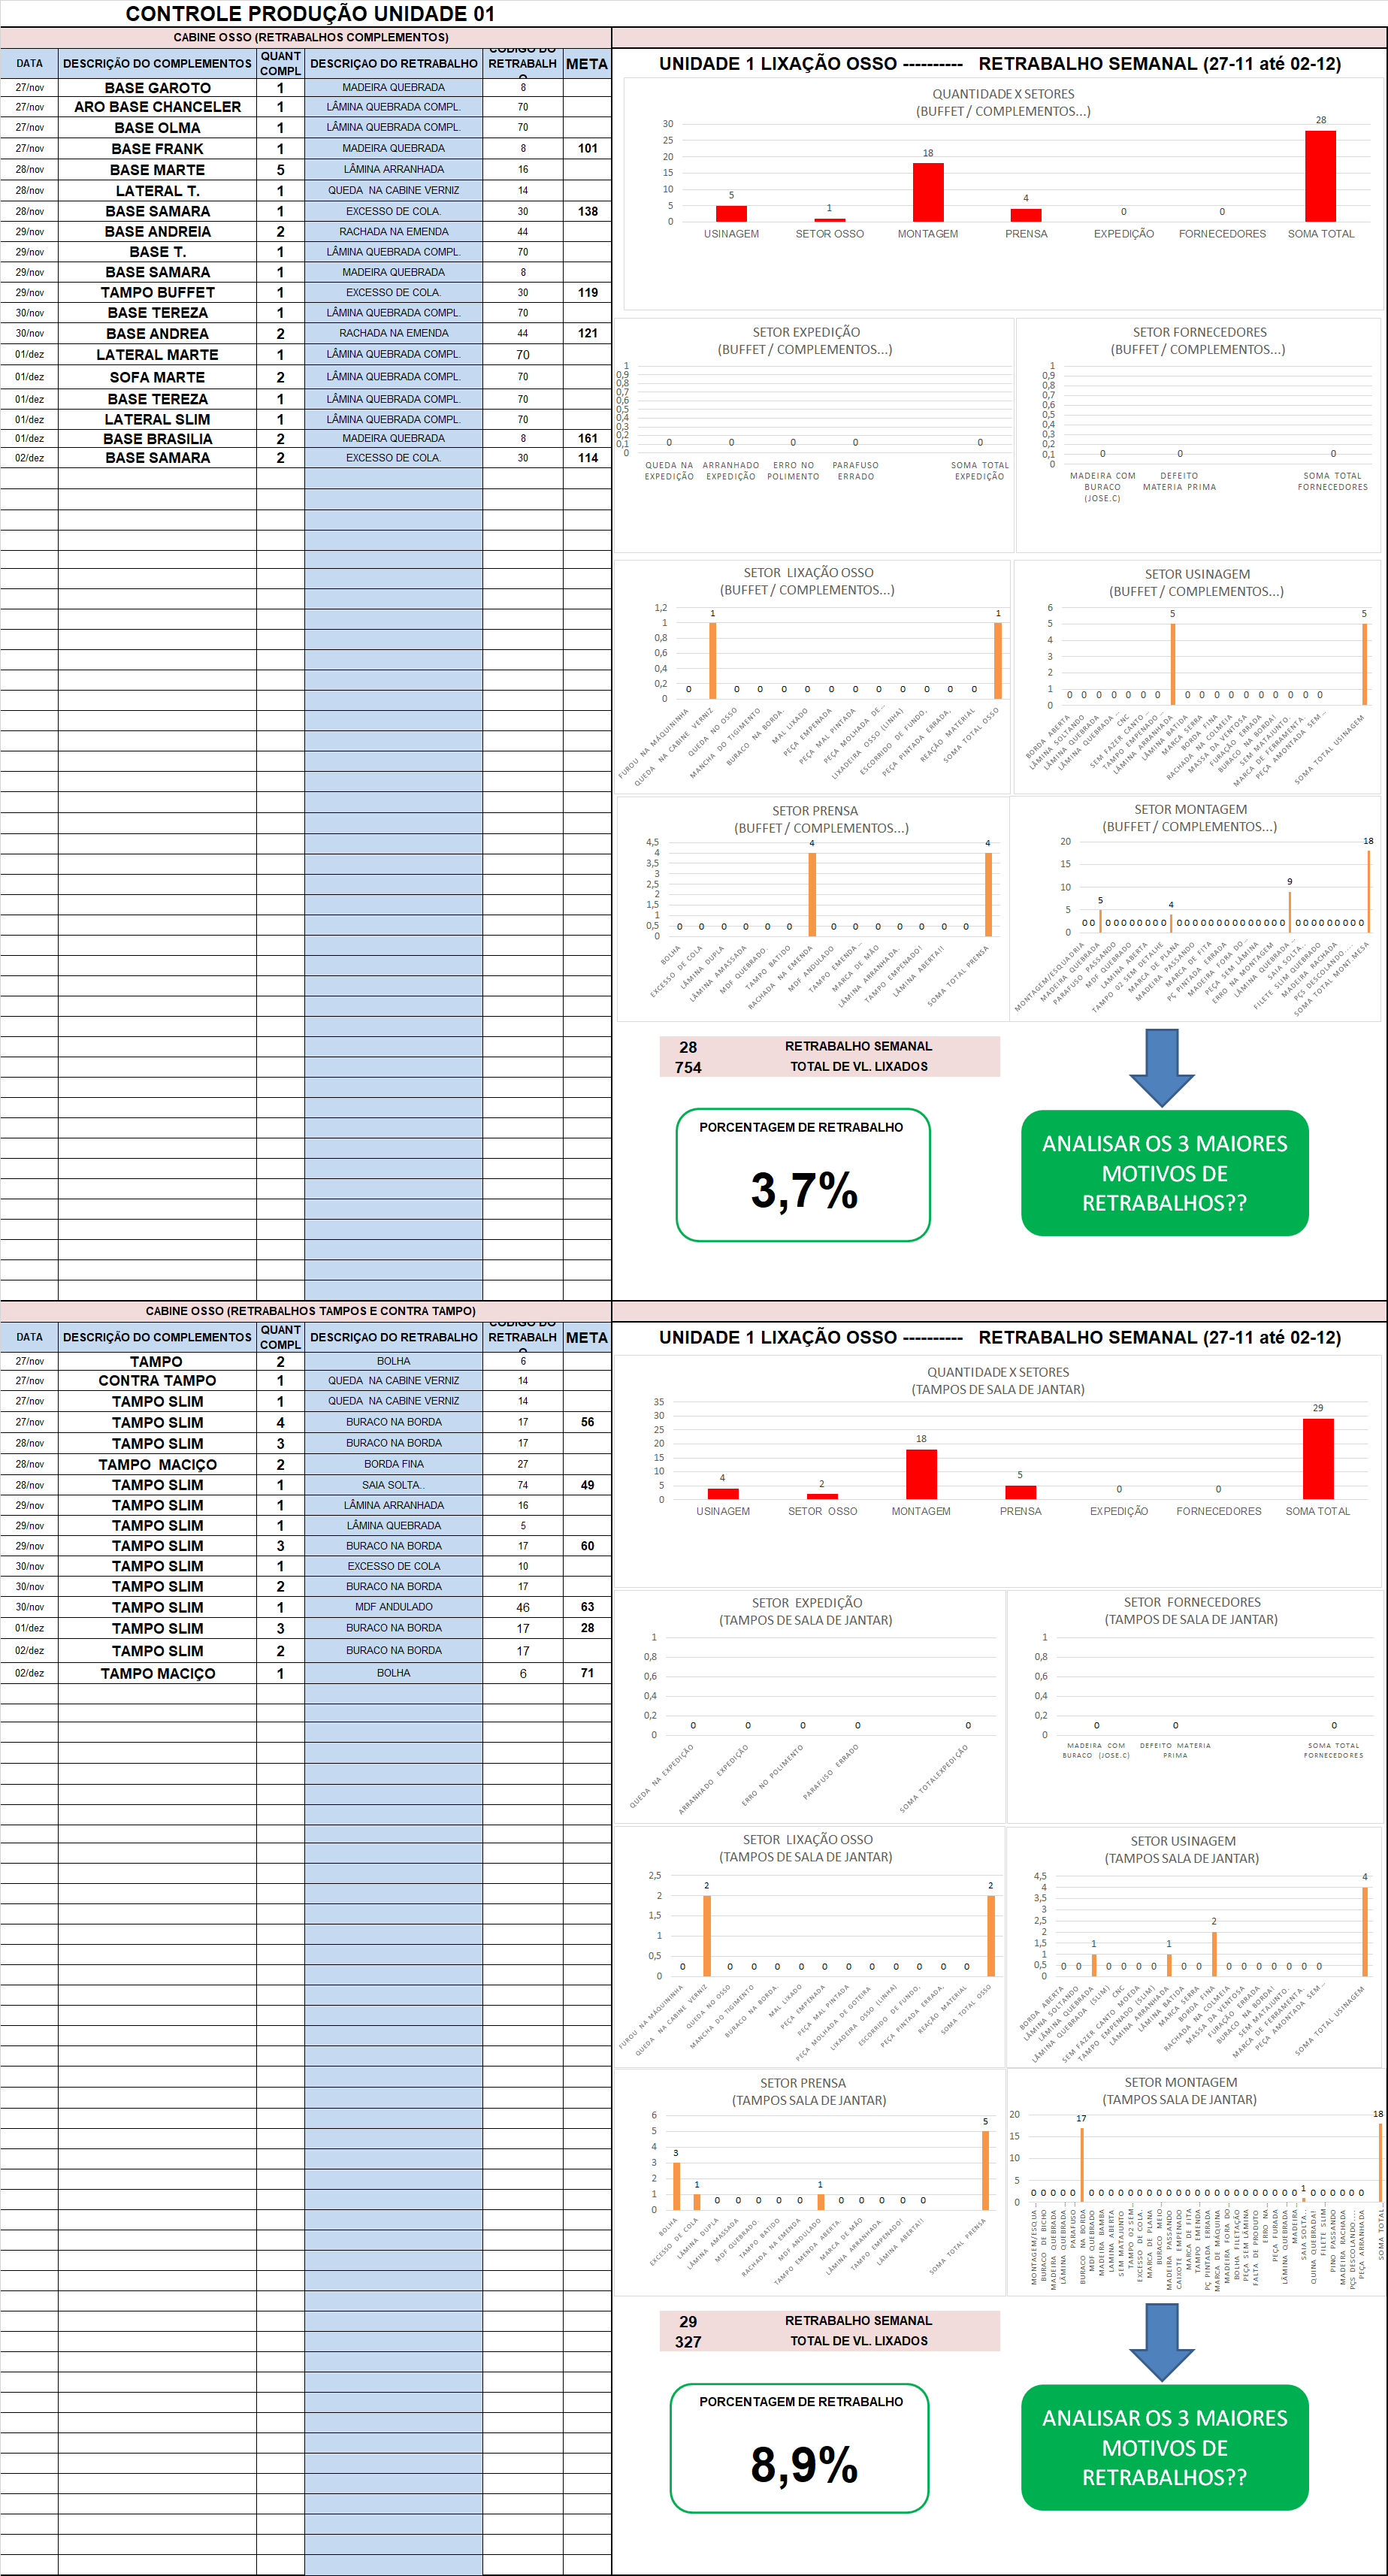 CONTROLE PRODUÇÃO UNIDADE 01
CABINE OSSO (RETRABALHOS COMPLEMENTOS)
DATA DESCRIÇÃO DO COMPLEMENTOS QUANT COMPL DESCRIÇAO DO RETRABALHO CÓDIGO DO RETRABALHO META
27/nov BASE GAROTO 1 MADEIRA QUEBRADA 8
27/nov ARO BASE CHANCELER 1 LÂMINA QUEBRADA COMPL. 70
27/nov BASE OLMA 1 LÂMINA QUEBRADA COMPL. 70
27/nov BASE FRANK 1 MADEIRA QUEBRADA 8 101
28/nov BASE MARTE 5 LÂMINA ARRANHADA 16
28/nov LATERAL T. 1 QUEDA NA CABINE VERNIZ 14
28/nov BASE SAMARA 1 EXCESSO DE COLA. 30 138
29/nov BASE ANDREIA 2 RACHADA NA EMENDA 44
29/nov BASE T. 1 LÂMINA QUEBRADA COMPL. 70
29/nov BASE SAMARA 1 MADEIRA QUEBRADA 8
29/nov TAMPO BUFFET 1 EXCESSO DE COLA. 30 119
30/nov BASE TEREZA 1 LÂMINA QUEBRADA COMPL. 70
30/nov BASE ANDREA 2 RACHADA NA EMENDA 44 121
01/dez LATERAL MARTE 1 LÂMINA QUEBRADA COMPL. 70
01/dez SOFA MARTE 2 LÂMINA QUEBRADA COMPL. 70
01/dez BASE TEREZA 1 LÂMINA QUEBRADA COMPL. 70
01/dez LATERAL SLIM 1 LÂMINA QUEBRADA COMPL. 70
01/dez BASE BRASILIA 2 MADEIRA QUEBRADA 8 161
02/dez BASE SAMARA 2 EXCESSO DE COLA. 30 114
UNIDADE 1 LIXAÇÃO OSSO ---------- RETRABALHO SEMANAL (27-11 até 02-12)
QUANTIDADE X SETORES
(BUFFET / COMPLEMENTOS...)
30
25
20
15
10
5
0
5 1 18 4 0 0 28
USINAGEM SETOR OSSO MONTAGEM PRENSA EXPEDIÇÃO FORNECEDORES SOMA TOTAL
SETOR EXPEDIÇÃO
(BUFFET / COMPLEMENTOS...)
1
0,9
0,8
0,7
0,6
0,5
0,4
0,3
0,2
0,1
0
0 0 0 0 0
QUEDA NA EXPEDIÇÃO ARRANHADO EXPEDIÇÃO ERRO NO POLIMENTO PARAFUSO ERRADO SOMA TOTAL EXPEDIÇÃO
SETOR FORNECEDORES
(BUFFET / COMPLEMENTOS...)
1
0,9
0,8
0,7
0,6
0,5
0,4
0,3
0,2
0,1
0
0 0 0
MADEIRA COM BURACO (JOSE.C) DEFEITO MATERIA PRIMA SOMA TOTAL FORNECEDORES
SETOR LIXAÇÃO OSSO
(BUFFET / COMPLEMENTOS...)
1,2
1
0,8
0,6
0,4
0,2
0
0 1 0 0 0 0 0 0 0 0 0 0 0 1
FUROU NA MÁQUININHA
QUEDA NA CABINE VERNIZ
QUEDA NO OSSO
MANCHA DO TIGIMENTO
BURACO NA BORDA.
MAL LIXADO
PEÇA EMPENADA
PEÇA MAL PINTADA
PEÇA MOLHADA DE...
LIXADEIRA OSSO (LINHA)
ESCORRIDO DE FUNDO,
PEÇA PINTADA ERRADA,
REAÇÃO MATERIAL
SOMA TOTAL OSSO
SETOR USINAGEM
(BUFFET / COMPLEMENTOS...)
6
5
4
3
2
1
0
0 0 0 0 0 0 0 5 0 0 0 0 0 0 0 0 0 0 5
BORDA ABERTA
LÂMINA SOLTANDO
LÂMINA QUEBRADA
LÂMINA QUEBRADA...
CNC
SEM FAZER CANTO...
TAMPO EMPENADO...
LÂMINA ARRANHADA
LÂMINA BATIDA
MARCA SERRA
BORDA FINA
RACHADA NA COLMEIA
MASSA DA VENTOSA
FURAÇÃO ERRADA
BURACO NA BORDA!
SEM MATAJUNTO.
MARCA DE FERRAMENTA.
PEÇA AMONTADA SEM...
SOMA TOTAL USINAGEM
SETOR PRENSA
(BUFFET / COMPLEMENTOS...)
4,5
4
3,5
3
2,5
2
1,5
1
0,5
0
0 0 0 0 0 0 4 0 0 0 0 0 0 4
BOLHA
EXCESSO DE COLA
LÂMINA DUPLA
LÂMINA AMASSADA
MDF QUEBRADO.
TAMPO BATIDO
RACHADA NA EMENDA
MDF ANDULADO
TAMPO EMENDA...
MARCA DE MÃO
LÂMINA ARRANHADA.
TAMPO EMPENADO!
LÂMINA ABERTA!!
SOMA TOTAL PRENSA
SETOR MONTAGEM
(BUFFET / COMPLEMENTOS...)
20
15
10
5
0
0 0 5 0 0 0 0 0 0 0 0 4 0 0 0 0 0 0 0 0 0 0 0 0 0 0 9 0 0 0 0 0 0 0 0 0 18
MONTAGEM/ESQUADRIA
MADEIRA QUEBRADA
PARAFUSO PASSANDO
MDF QUEBRADO
LAMINA ABERTA
TAMPO 02 SEM DETALHE
MARCA DE PLANA
MADEIRA PASSANDO
MARCA DE FITA
PÇ PINTADA ERRADA
MADEIRA FORA DO...
PEÇA SEM LÂMINA
ERRO NA MONTAGEM
LÂMINA QUEBRADA...
SAIA SOLTA..
FILETE SLIM QUEBRADO
MADEIRA RACHADA
PÇS DESCOLANDO....
SOMA TOTAL MONT.MESA
28 RETRABALHO SEMANAL
754 TOTAL DE VL. LIXADOS
PORCENTAGEM DE RETRABALHO
3,7%
ANALISAR OS 3 MAIORES
MOTIVOS DE
RETRABALHOS??
CABINE OSSO (RETRABALHOS TAMPOS E CONTRA TAMPO)
DATA DESCRIÇÃO DO COMPLEMENTOS QUANT COMPL DESCRIÇAO DO RETRABALHO CÓDIGO DO RETRABALHO META
27/nov TAMPO 2 BOLHA 6
27/nov CONTRA TAMPO 1 QUEDA NA CABINE VERNIZ 14
27/nov TAMPO SLIM 1 QUEDA NA CABINE VERNIZ 14
27/nov TAMPO SLIM 4 BURACO NA BORDA 17 56
28/nov TAMPO SLIM 3 BURACO NA BORDA 17
28/nov TAMPO MACIÇO 2 BORDA FINA 27
28/nov TAMPO SLIM 1 SAIA SOLTA.. 74 49
29/nov TAMPO SLIM 1 LÂMINA ARRANHADA 16
29/nov TAMPO SLIM 1 LÂMINA QUEBRADA 5
29/nov TAMPO SLIM 3 BURACO NA BORDA 17 60
30/nov TAMPO SLIM 1 EXCESSO DE COLA 10
30/nov TAMPO SLIM 2 BURACO NA BORDA 17
30/nov TAMPO SLIM 1 MDF ANDULADO 46 63
01/dez TAMPO SLIM 3 BURACO NA BORDA 17 28
02/dez TAMPO SLIM 2 BURACO NA BORDA 17
02/dez TAMPO MACIÇO 1 BOLHA 6 71
UNIDADE 1 LIXAÇÃO OSSO ---------- RETRABALHO SEMANAL (27-11 até 02-12)
QUANTIDADE X SETORES
(TAMPOS DE SALA DE JANTAR)
35
30
25
20
15
10
5
0
4 2 18 5 0 0 29
USINAGEM SETOR OSSO MONTAGEM PRENSA EXPEDIÇÃO FORNECEDORES SOMA TOTAL
SETOR EXPEDIÇÃO
(TAMPOS DE SALA DE JANTAR)
1
0,8
0,6
0,4
0,2
0
0 0 0 0 0
QUEDA NA EXPEDIÇÃO
ARRANHADO EXPEDIÇÃO
ERRO NO POLIMENTO
PARAFUSO ERRADO
SOMA TOTALEXPEDIÇÃO
SETOR FORNECEDORES
(TAMPOS DE SALA DE JANTAR)
1
0,8
0,6
0,4
0,2
0
0 0 0
MADEIRA COM BURACO (JOSE.C) DEFEITO MATERIA PRIMA SOMA TOTAL FORNECEDORES
SETOR LIXAÇÃO OSSO
(TAMPOS DE SALA DE JANTAR)
2,5
2
1,5
1
0,5
0
0 2 0 0 0 0 0 0 0 0 0 0 0 2
FUROU NA MÁQUININHA
QUEDA NA CABINE VERNIZ
QUEDA NO OSSO
MANCHA DO TIGIMENTO
BURACO NA BORDA.
MAL LIXADO
PEÇA EMPENADA
PEÇA MAL PINTADA
PEÇA MOLHADA DE GOTEIRA
LIXADEIRA OSSO (LINHA)
ESCORRIDO DE FUNDO,
PEÇA PINTADA ERRADA,
REAÇÃO MATERIAL
SOMA TOTAL OSSO
SETOR USINAGEM
(TAMPOS SALA DE JANTAR)
4,5
4
3,5
3
2,5
2
1,5
1
0,5
0
0 0 1 0 0 0 0 1 0 0 2 0 0 0 0 0 0 0 4
BORDA ABERTA
LÂMINA SOLTANDO
LÂMINA QUEBRADA
LÂMINA QUEBRADA (SLIM)
CNC
SEM FAZER CANTO MOEDA
TAMPO EMPENADO (SLIM)
LÂMINA ARRANHADA
LÂMINA BATIDA
MARCA SERRA
BORDA FINA
RACHADA NA COLMEIA
MASSA DA VENTOSA
FURAÇÃO ERRADA
BURACO NA BORDA!
SEM MATAJUNTO.
MARCA DE FERRAMENTA.
PEÇA AMONTADA SEM...
SOMA TOTAL USINAGEM
SETOR PRENSA
(TAMPOS SALA DE JANTAR)
6
5
4
3
2
1
0
3 1 0 0 0 0 0 1 0 0 0 0 0 5
BOLHA
EXCESSO DE COLA
LÂMINA DUPLA
LÂMINA AMASSADA
MDF QUEBRADO.
TAMPO BATIDO
RACHADA NA EMENDA
MDF ANDULADO
TAMPO EMENDA ABERTA.
MARCA DE MÃO
LÂMINA ARRANHADA.
TAMPO EMPENADO!
LÂMINA ABERTA!!
SOMA TOTAL PRENSA
SETOR MONTAGEM
(TAMPOS SALA DE JANTAR)
20
15
10
5
0
0 0 0 0 0 17 0 0 0 0 0 0 0 0 0 0 0 0 0 0 0 0 0 0 0 0 0 0 0 1 0 0 0 0 0 0 18
MONTAGEM/ESQUA
BURACO DE BICHO
MADEIRA QUEBRADA
LÂMINA QUEBRADA
PARAFUSO
BURACO NA BORDA
MDF QUEBRADO
MADEIRA BAMBA
LAMINA ABERTA
SEM MATAJUNTO
TAMPO 02 SEM
EXCESSO DE COLA.
MARCA DE PLANA
BURACO MEIO
MADEIRA PASSANDO
CAIXOTE EMPENADO
MARCA DE FITA
TAMPO EMENDA
PÇ PINTADA ERRADA
MARCA DE MÁQUINA
MADEIRA FORA DO
BOLHA FILETAÇÃO
PEÇA SEM LÂMINA
FALTA DE PRODUTO
ERRO NA
PEÇA FURADA
LÂMINA QUEBRADA
MADEIRA
SAIA SOLTA..
QUINA QUEBRADA!
FILETE SLIM
PINO PASSANDO
MADEIRA RACHADA
PÇS DESCOLANDO....
PEÇA ARRANHADA
SOMA TOTAL
29 RETRABALHO SEMANAL
327 TOTAL DE VL. LIXADOS
PORCENTAGEM DE RETRABALHO
8,9%
ANALISAR OS 3 MAIORES
MOTIVOS DE
RETRABALHOS??